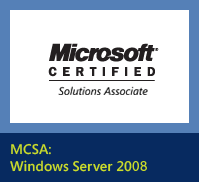 Microsoft®
CERTIFIED
Solutions Associate
MCSA:
Windows Server 2008